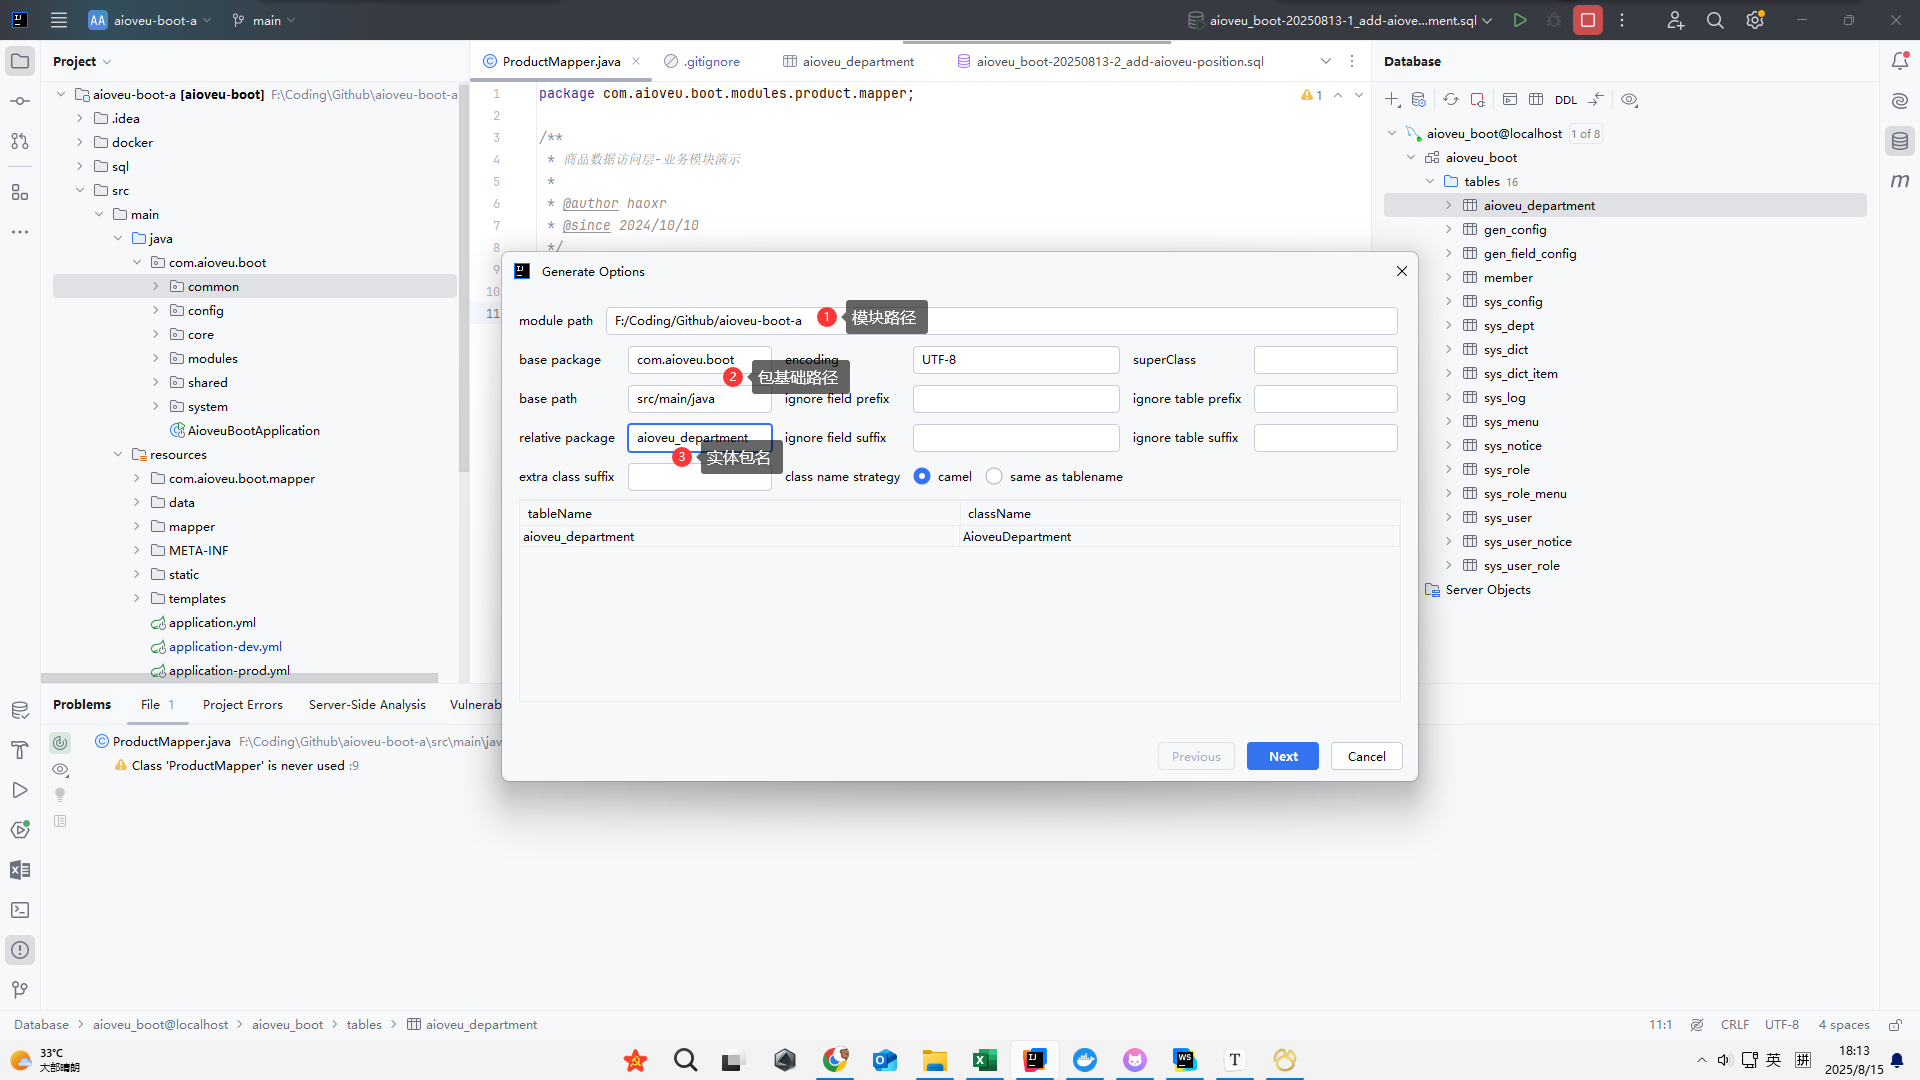 AA aioveu-boot-a main
aioveu_boot-20250813-1_add-aiove...ment.sql
Project
ProductMapper.java
.gitignore
aioveu_department
aioveu_boot-20250813-2_add-aioveu-position.sql
Database
aioveu-boot-a [aioveu-boot] F:\Coding\Github\aioveu-boot-a
.idea
docker
sql
src
main
java
com.aioveu.boot
common
config
core
modules
shared
system
AioveuBootApplication
resources
com.aioveu.boot.mapper
data
mapper
META-INF
static
templates
application.yml
application-dev.yml
application-prod.yml
1 package com.aioveu.boot.modules.product.mapper;
2
3 /**
4 * 商品数据访问层-业务模块演示
5 *
6 * @author haoxr
7 * @since 2024/10/10
8 */
9
10
11
1
DDL
aioveu_boot@localhost 1 of 8
aioveu_boot
tables 16
aioveu_department
gen_config
gen_field_config
member
sys_config
sys_dept
sys_dict
sys_dict_item
sys_log
sys_menu
sys_notice
sys_role
sys_role_menu
sys_user
sys_user_notice
sys_user_role
Server Objects
Generate Options
module path F:/Coding/Github/aioveu-boot-a 1 模块路径
base package com.aioveu.boot encoding UTF-8 superClass
2 包基础路径
base path src/main/java ignore field prefix ignore table prefix
relative package aioveu_department ignore field suffix ignore table suffix
3 实体包名
extra class suffix class name strategy camel same as tablename
tableName className
aioveu_department AioveuDepartment
Previous Next Cancel
Problems File 1 Project Errors Server-Side Analysis Vulnerab
ProductMapper.java F:\Coding\Github\aioveu-boot-a\src\main\jav
Class 'ProductMapper' is never used :9
Database aioveu_boot@localhost aioveu_boot tables aioveu_department
11:1 CRLF UTF-8 4 spaces
33°C
大部晴朗
WS
T
英 拼
18:13
2025/8/15